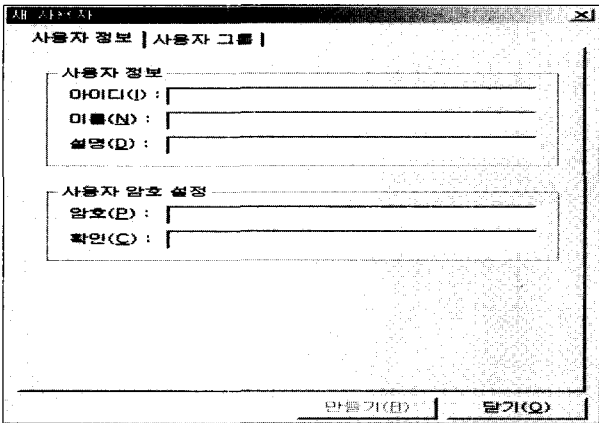 새 사용자
사용자 정보 사용자 그룹
사용자 정보
아이디(I) :
이름(N) :
설명(D) :
사용자 암호 설정
암호(P) :
확인(C) :
만들기(H) 닫기(O)